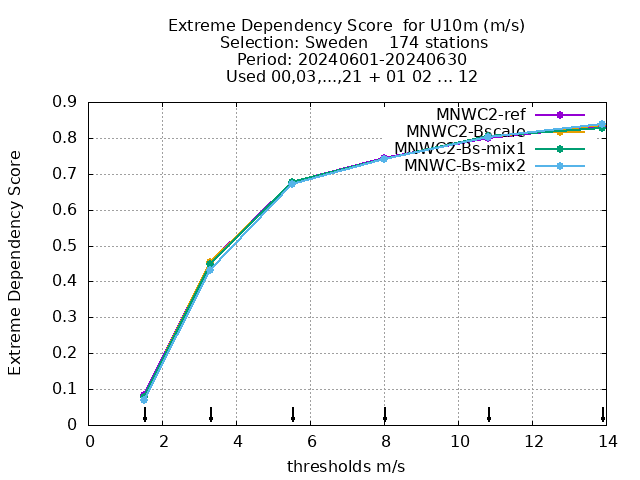 Extreme Dependency Score  for U10m (m/s)
Selection: Sweden    174 stations
Period: 20240601-20240630
Used 00,03,...,21 + 01 02 ... 12
Extreme Dependency Score
0.9
0.8
0.7
0.6
0.5
0.4
0.3
0.2
0.1
0
MNWC2-ref
MNWC2-Bscalo
MNWC2-Bs-mix1
MNWC-Bs-mix2
0 2 4 6 8 10 12 14
thresholds m/s